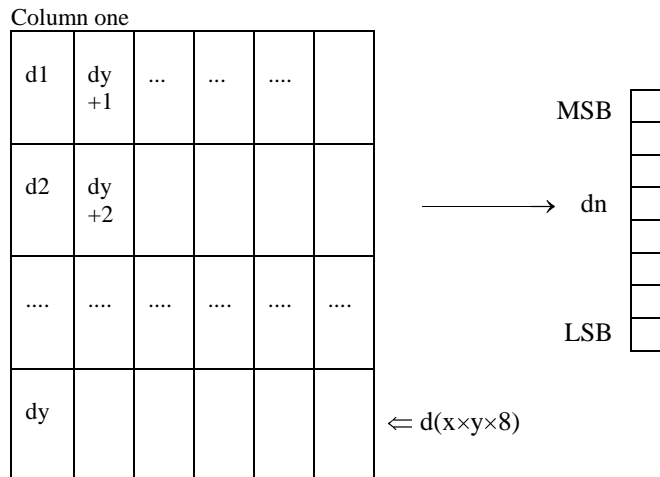 Column one
d1 dy +1 ... ... ....
MSB
d2 dy +2
dn
.... .... .... .... .... ....
LSB
dy
⇐ d(x×y×8)